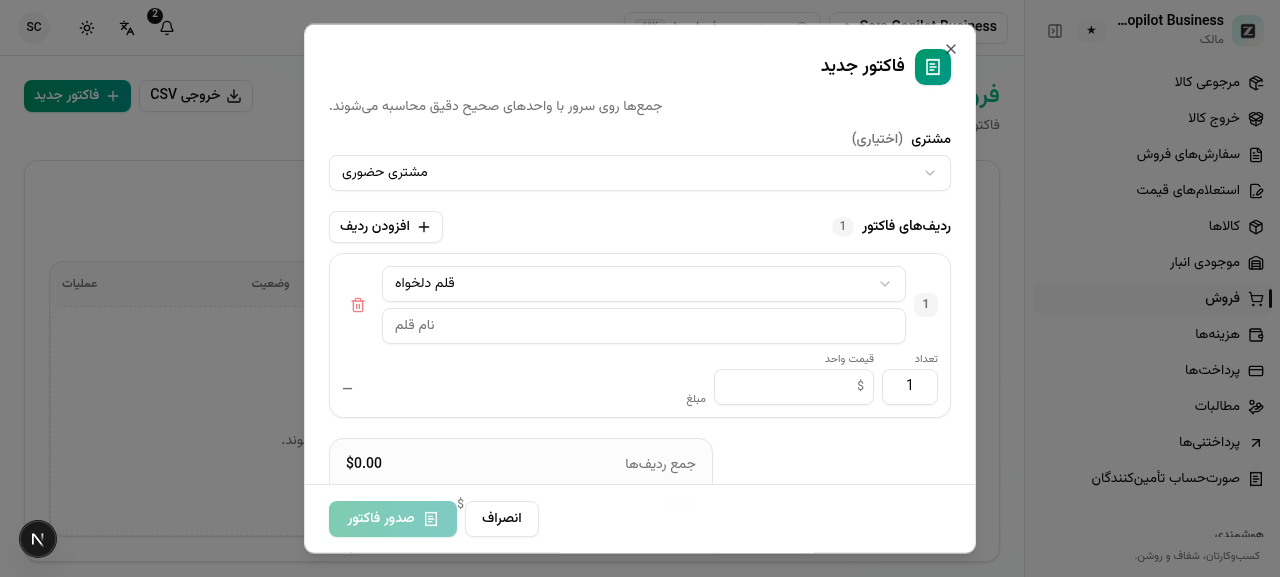 SC
2
Sara Copilot Business
opilot Business...
مالک
مرجوعی کالا
خروج کالا
سفارش‌های فروش
استعلام‌های قیمت
کالاها
موجودی انبار
فروش
هزینه‌ها
پرداخت‌ها
مطالبات
پرداختنی‌ها
صورت‌حساب تأمین‌کنندگان
هوشمندی
کسب‌وکارتان، شفاف و روشن.
خروجی CSV
فاکتور جدید
وضعیت
عملیات
فاکتور جدید
جمع‌ها روی سرور با واحدهای صحیح دقیق محاسبه می‌شوند.
مشتری (اختیاری)
مشتری حضوری
ردیف‌های فاکتور 1
افزودن ردیف
1
قلم دلخواه
نام قلم
تعداد
قیمت واحد
1
$
مبلغ
—
جمع ردیف‌ها
$0.00
$
انصراف
صدور فاکتور
N